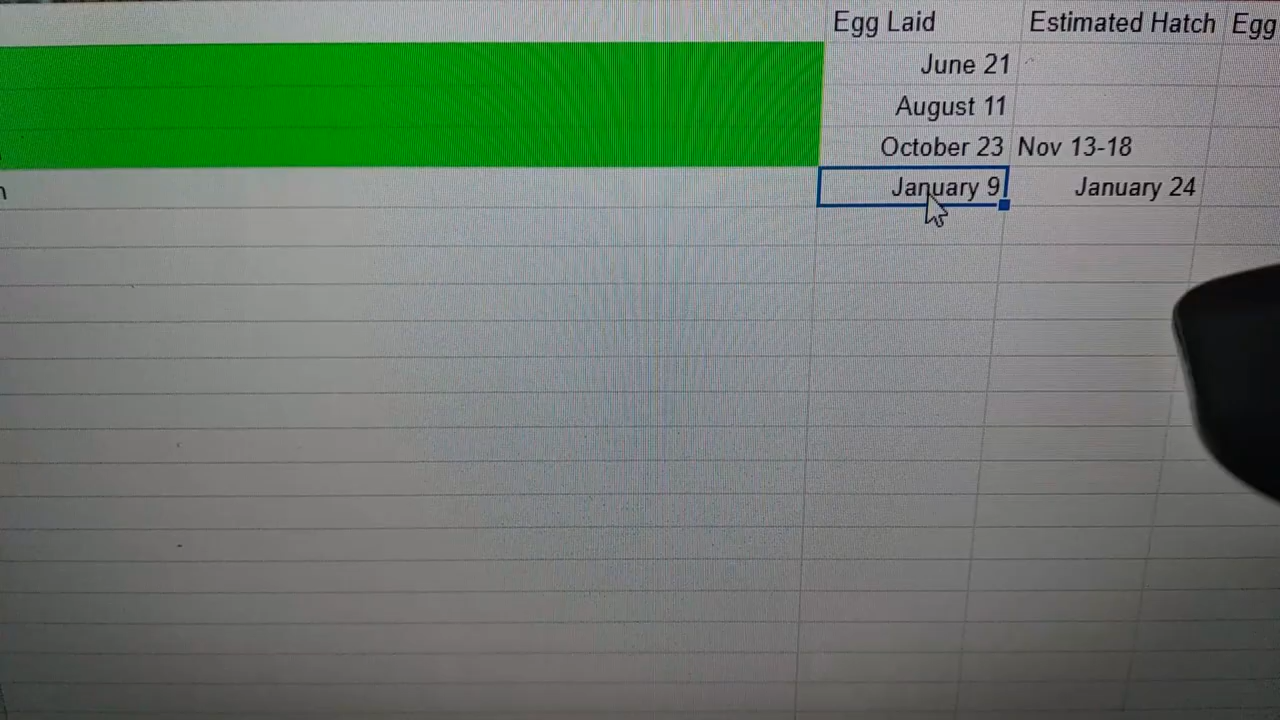 Egg Laid Estimated Hatch Egg
June 21
August 11
October 23 Nov 13-18
January 9 January 24